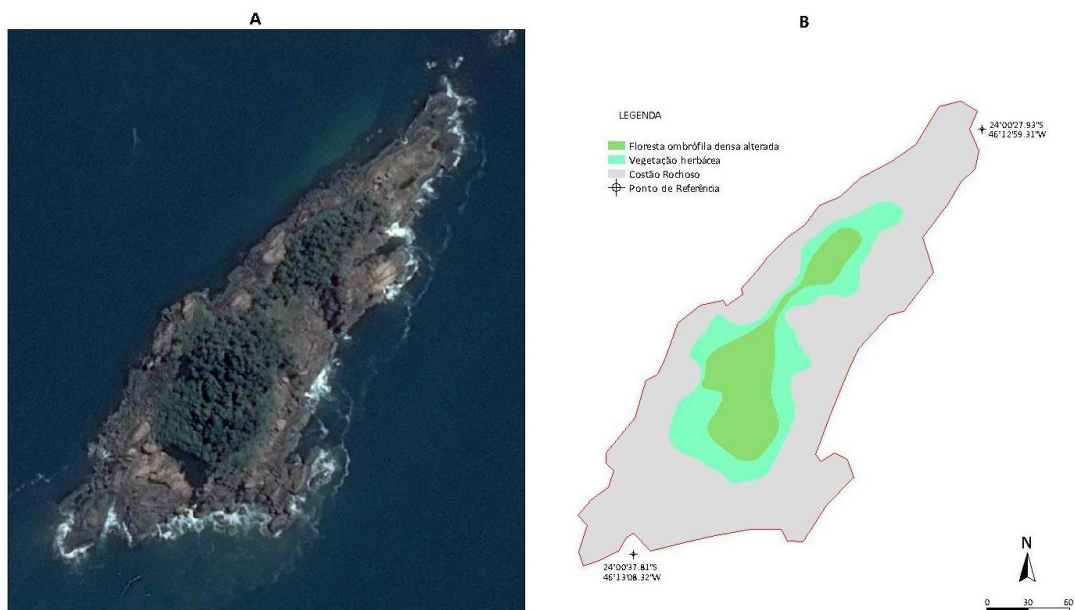 A
B
LEGENDA
Floresta ombrófila densa alterada
Vegetação herbácea
Costão Rochoso
Ponto de Referência
24°00'27.93"S
46°12'59.31"W
24°00'37.81"S
46°13'08.32"W
N
0 30 60